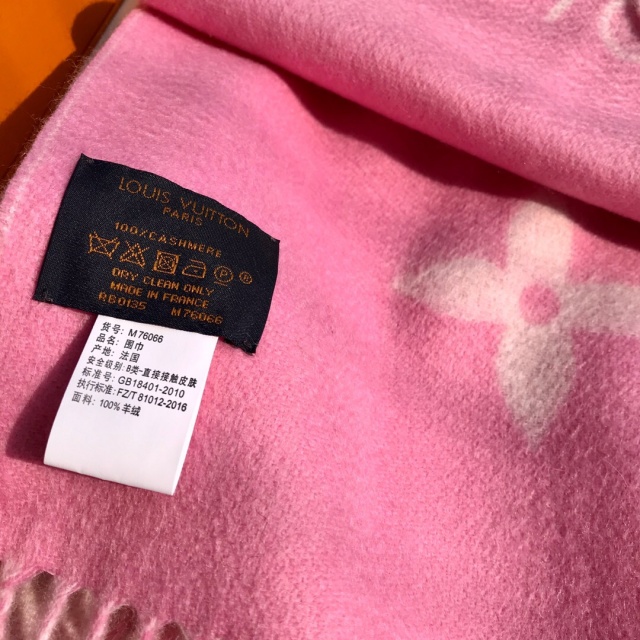 LOUIS VUITTON
PARIS
100%CASHMERE
DRY CLEAN ONLY
MADE IN FRANCE
RB0135 M76066
货号: M76066
品名: 围巾
产地: 法国
安全级别: B类-直接接触皮肤
标准号: GB18401-2010
执行标准: FZ/T 81012-2016
面料: 100%羊绒